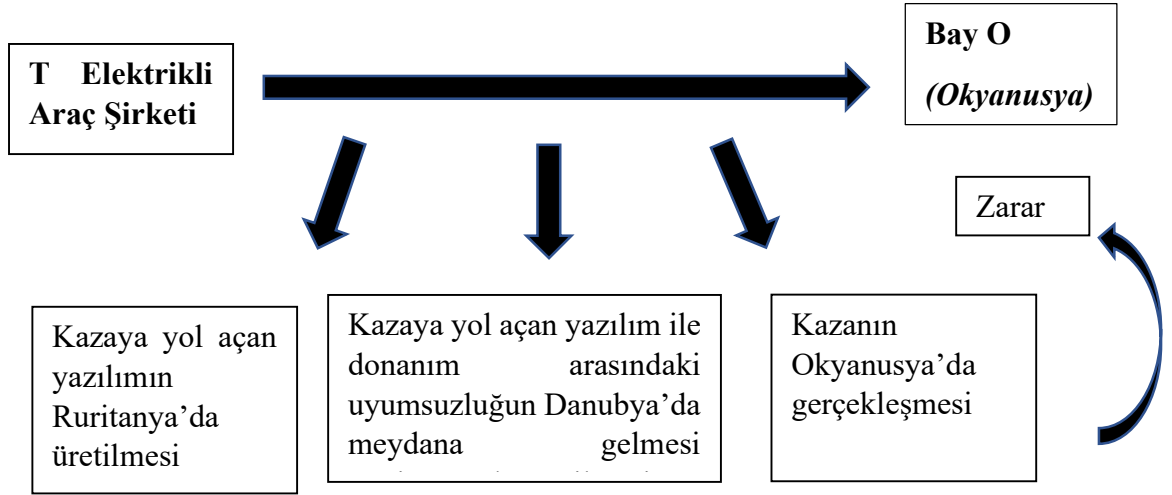 T Elektrikli
Araç Şirketi
Bay O
(Okyanusya)
Zarar
Kazaya yol açan
yazılımın
Ruritanya’da
üretilmesi
Kazaya yol açan yazılım ile
donanım arasındaki
uyumsuzluğun Danubya’da
meydana gelmesi
Kazanın
Okyanusya’da
gerçekleşmesi